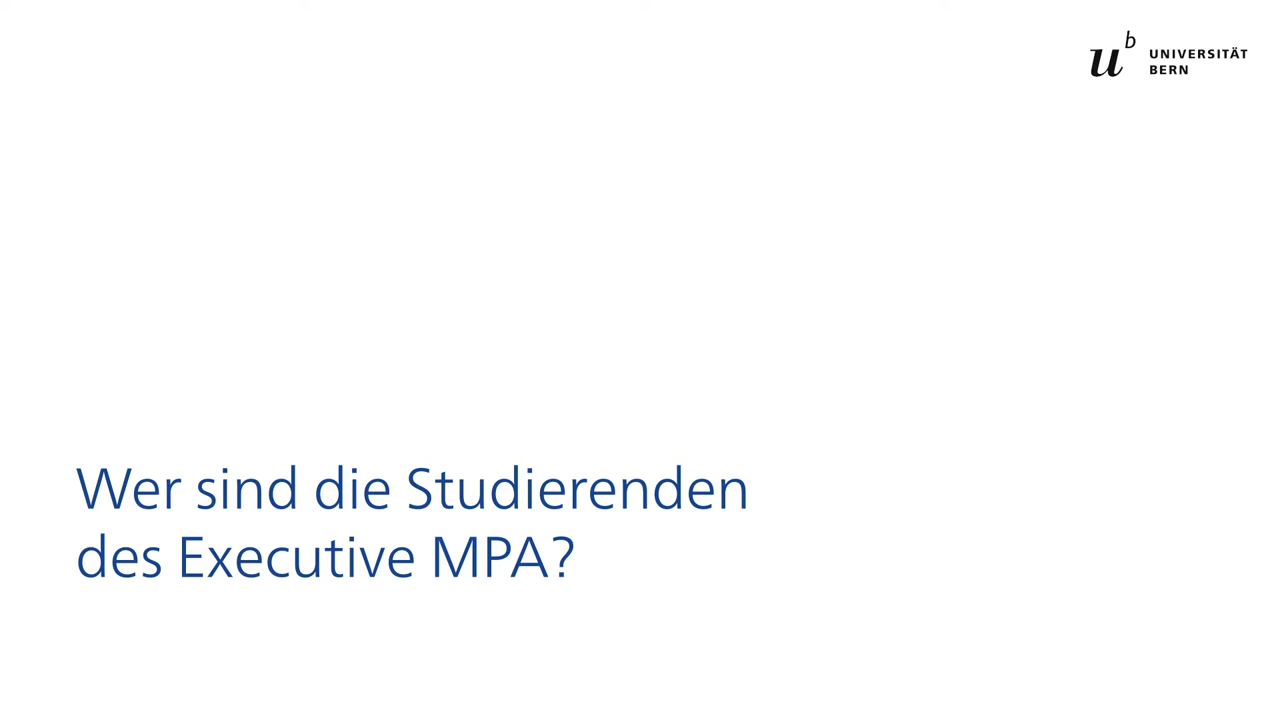 u
b
UNIVERSITÄT
BERN
Wer sind die Studierenden
des Executive MPA?